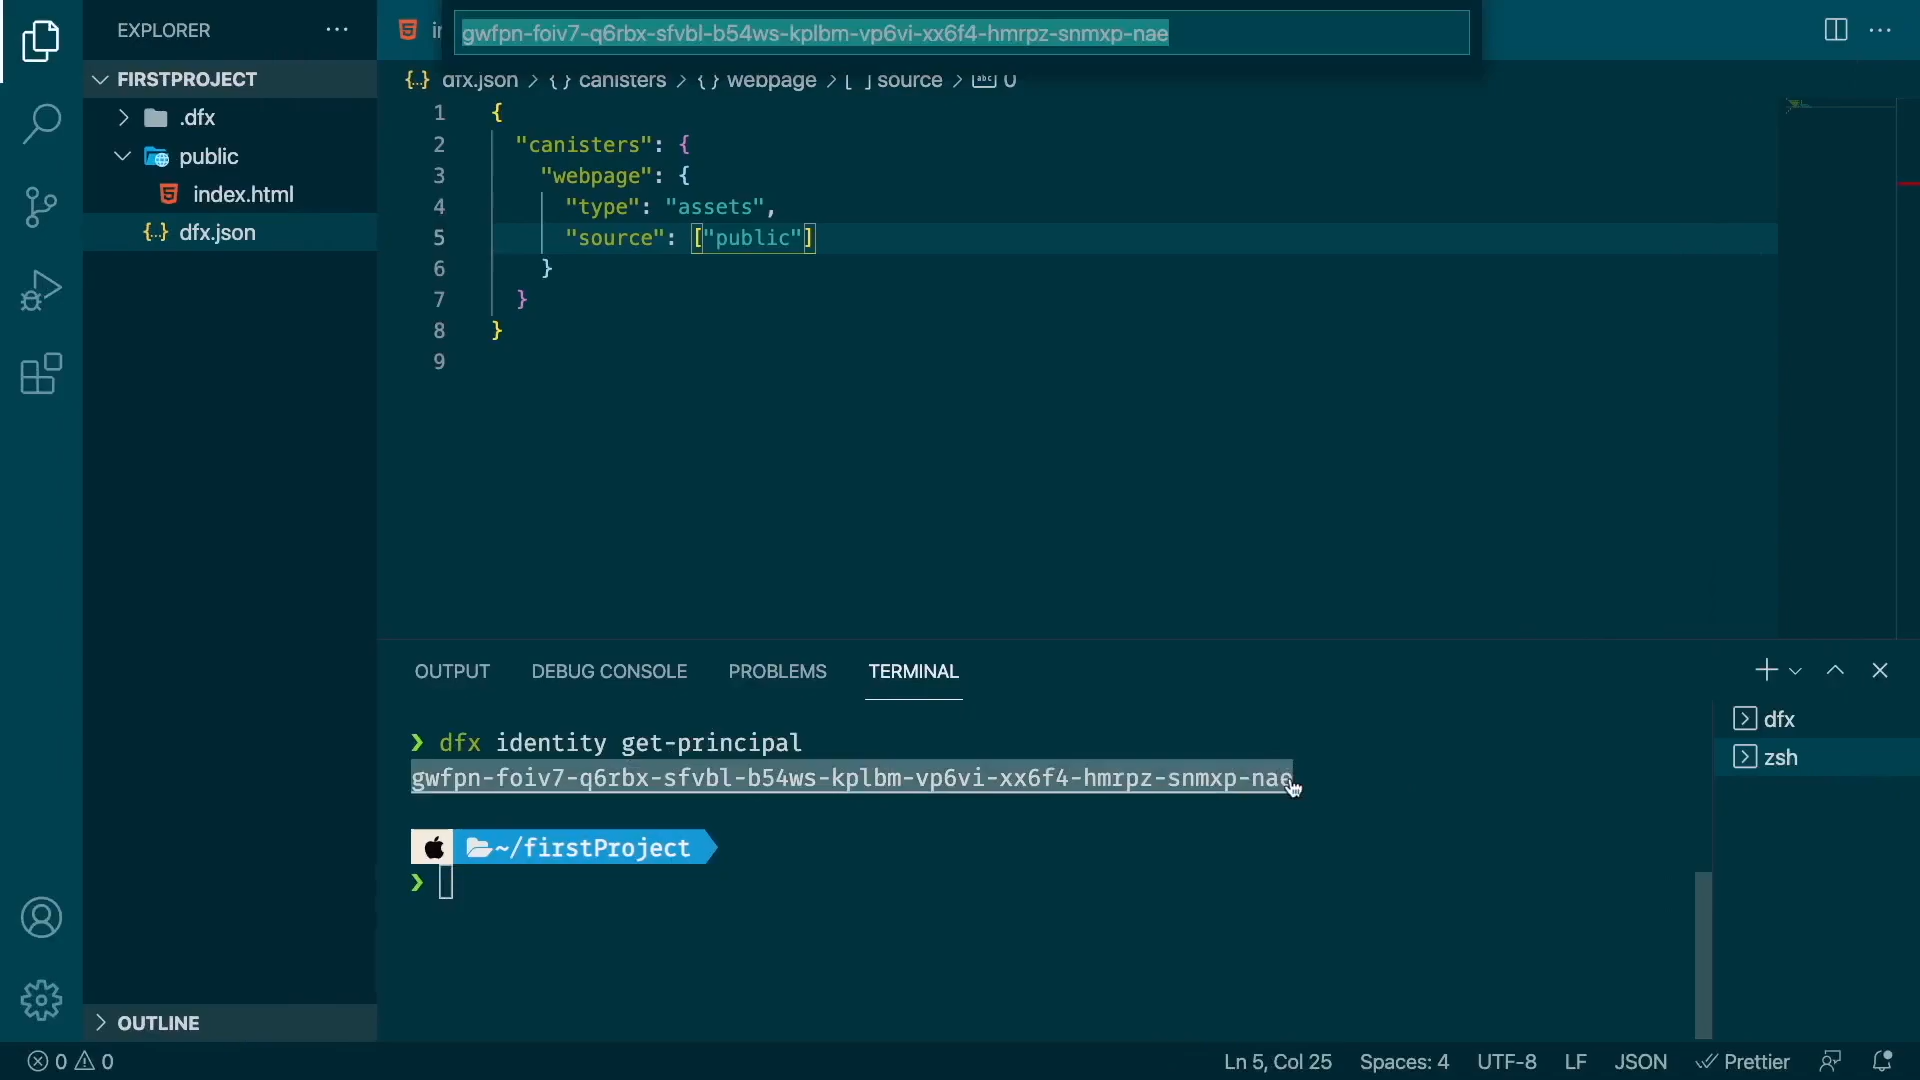 EXPLORER
gwfpn-foiv7-q6rbx-sfvbl-b54ws-kplbm-vp6vi-xx6f4-hmrpz-snmxp-nae
FIRSTPROJECT
.dfx
public
index.html
{..} dfx.json
{..} dfx.json > { } canisters > { } webpage > [ ] source > abc 0
1 {
2 "canisters": {
3 "webpage": {
4 "type": "assets",
5 "source": ["public"]
6 }
7 }
8 }
9
OUTPUT DEBUG CONSOLE PROBLEMS TERMINAL
❯ dfx identity get-principal
gwfpn-foiv7-q6rbx-sfvbl-b54ws-kplbm-vp6vi-xx6f4-hmrpz-snmxp-nae
~/firstProject
❯
dfx
zsh
OUTLINE
0 0
Ln 5, Col 25 Spaces: 4 UTF-8 LF JSON Prettier